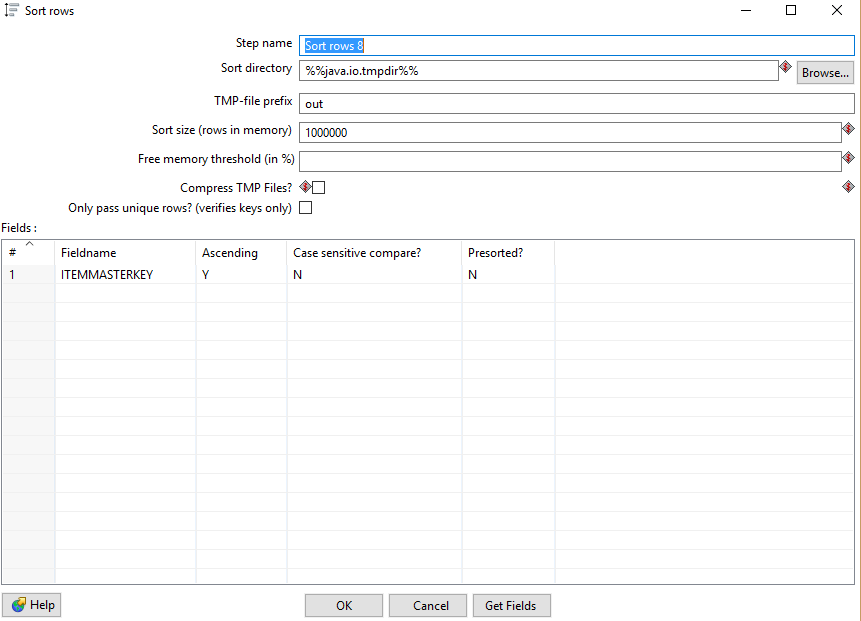 Sort rows
Step name Sort rows 8
Sort directory %%java.io.tmpdir%% Browse...
TMP-file prefix out
Sort size (rows in memory) 1000000
Free memory threshold (in %)
Compress TMP Files?
Only pass unique rows? (verifies keys only)
Fields :
# Fieldname Ascending Case sensitive compare? Presorted?
1 ITEMMASTERKEY Y N N
Help OK Cancel Get Fields